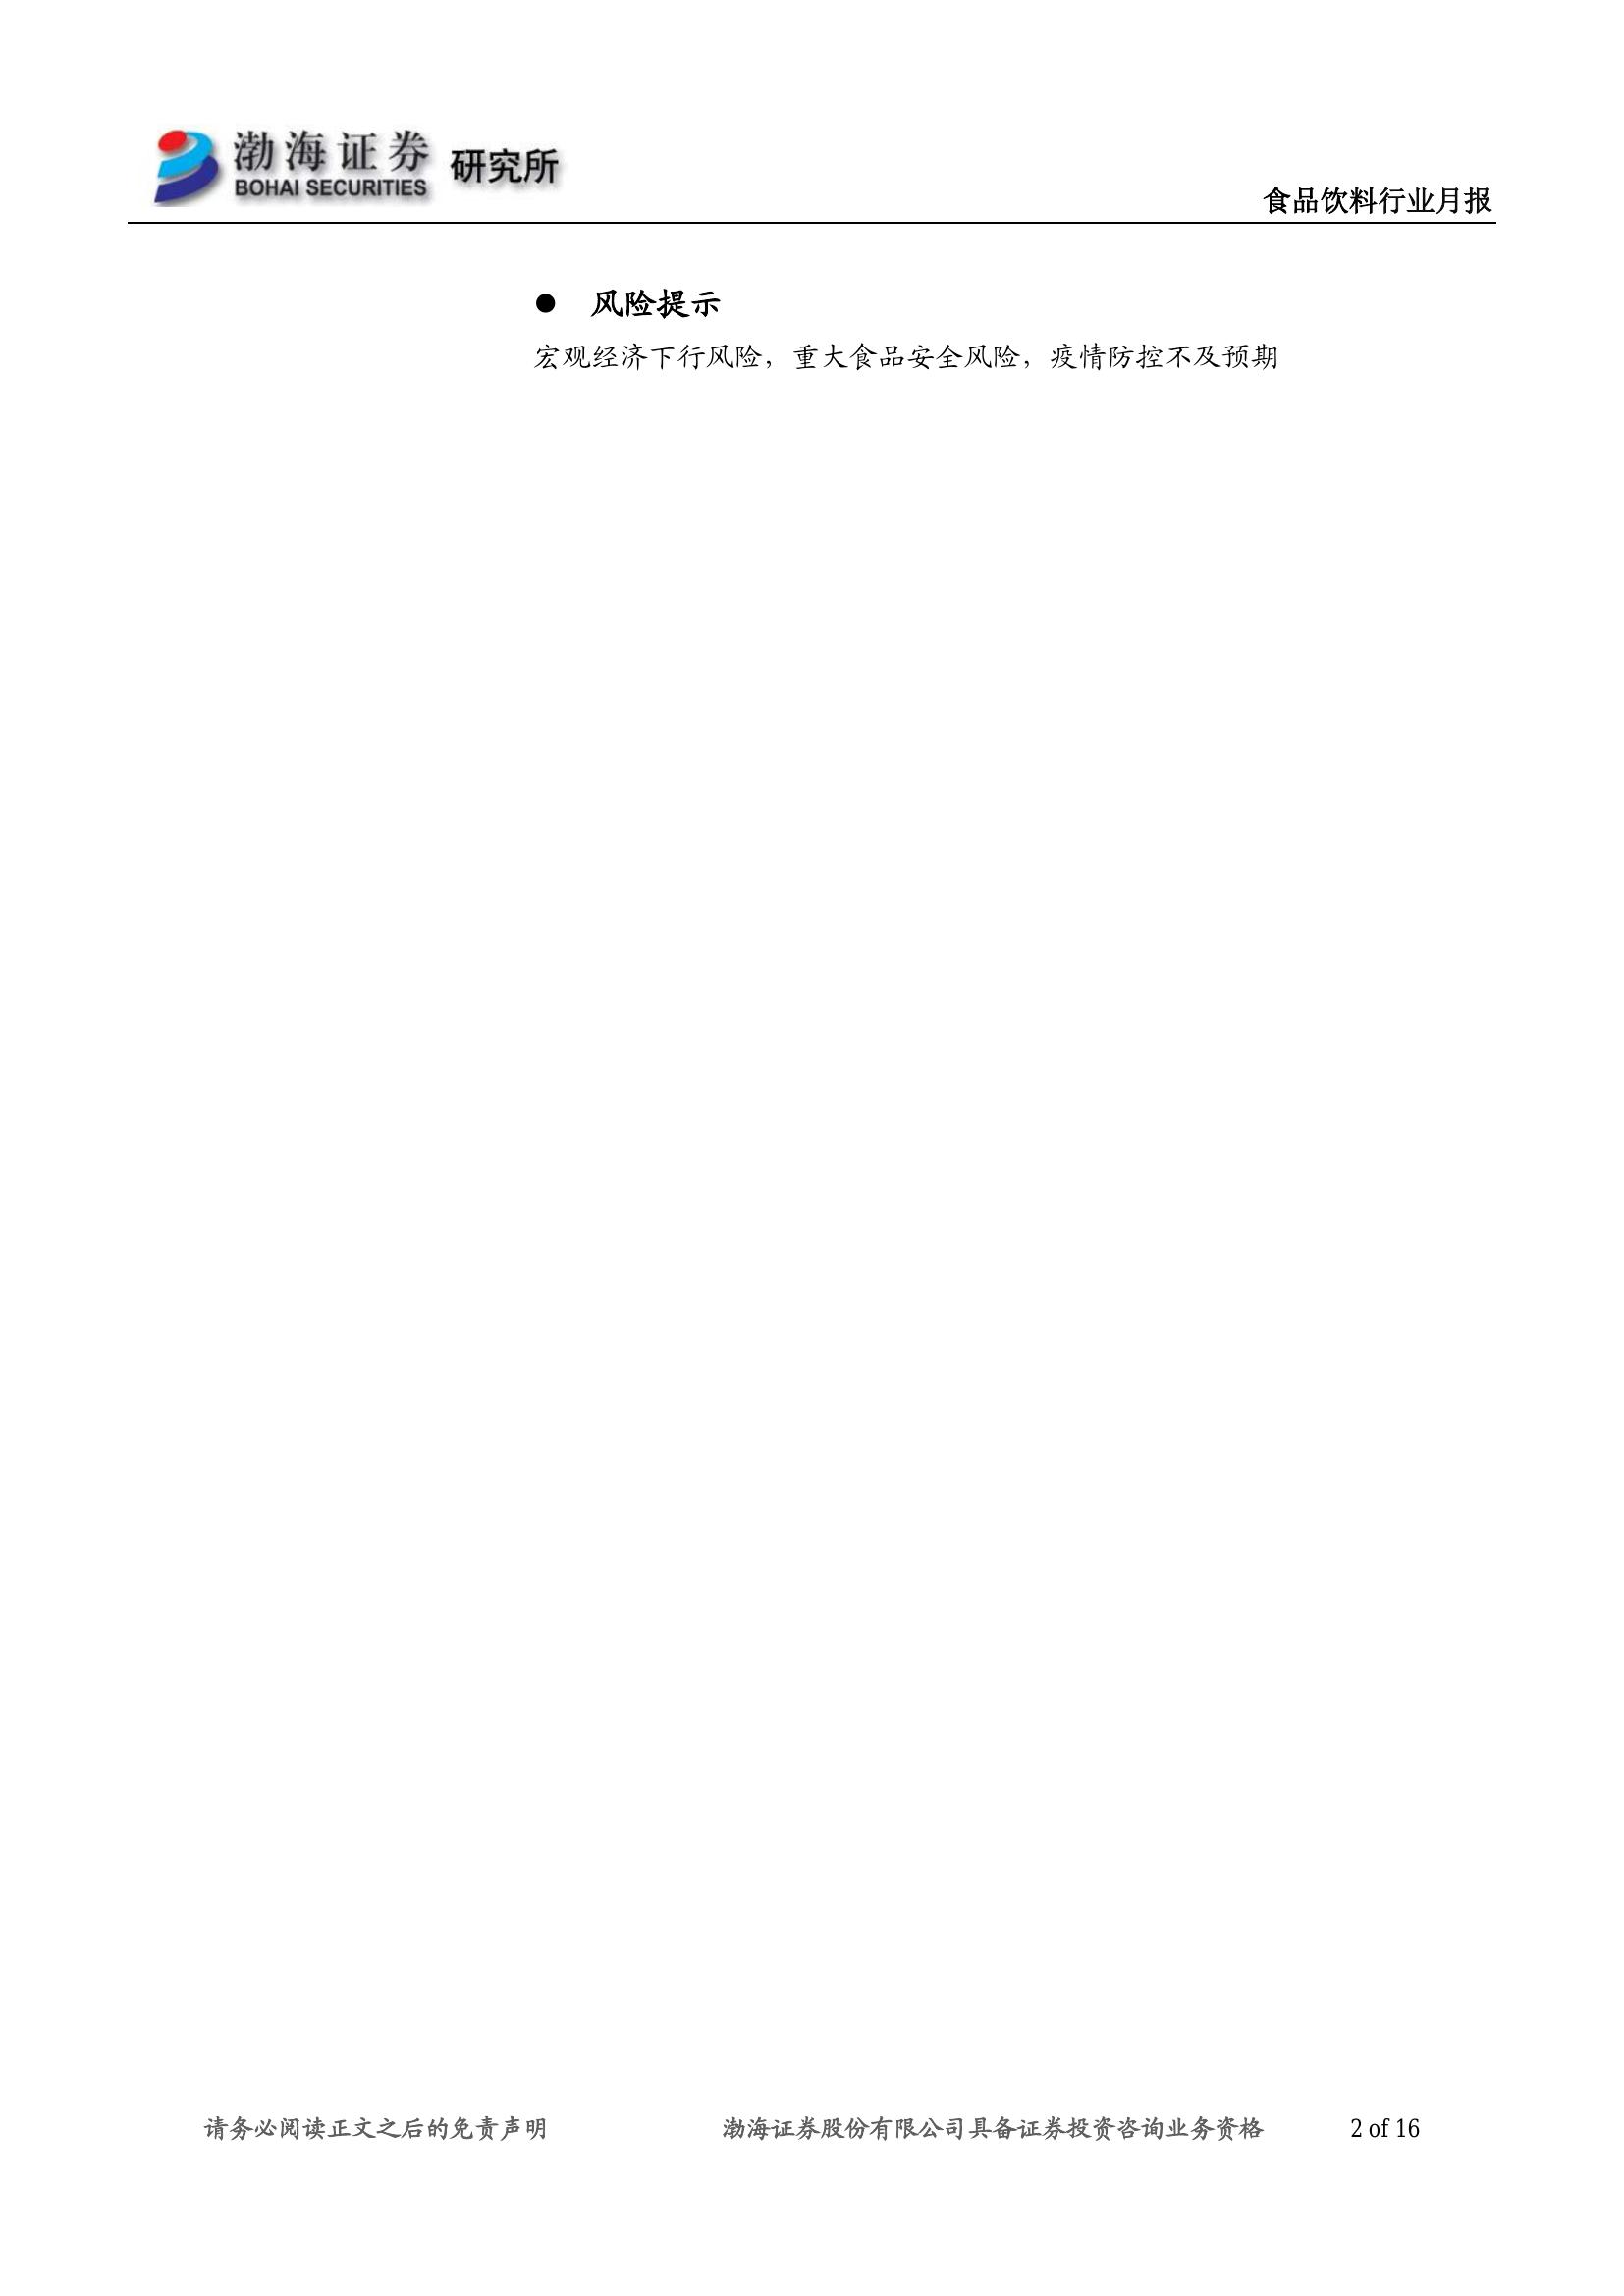 渤海证券 研究所
BOHAI SECURITIES
食品饮料行业月报
● 风险提示
宏观经济下行风险，重大食品安全风险，疫情防控不及预期
请务必阅读正文之后的免责声明 渤海证券股份有限公司具备证券投资咨询业务资格 2 of 16